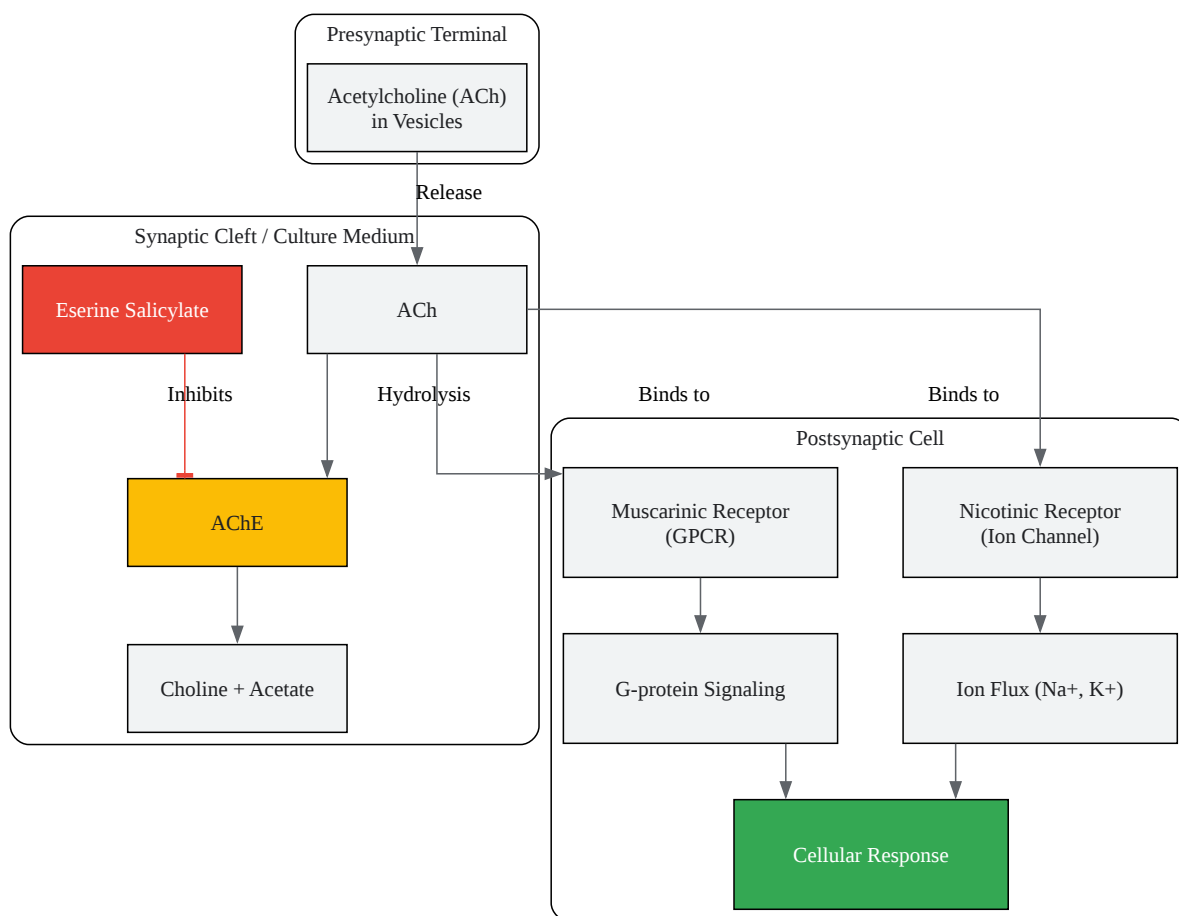 Presynaptic Terminal
Acetylcholine (ACh)
in Vesicles
Release
Synaptic Cleft / Culture Medium
Eserine Salicylate
ACh
Inhibits
Hydrolysis
Binds to
Binds to
Postsynaptic Cell
AChE
Muscarinic Receptor
(GPCR)
Nicotinic Receptor
(Ion Channel)
Choline + Acetate
G-protein Signaling
Ion Flux (Na+, K+)
Cellular Response